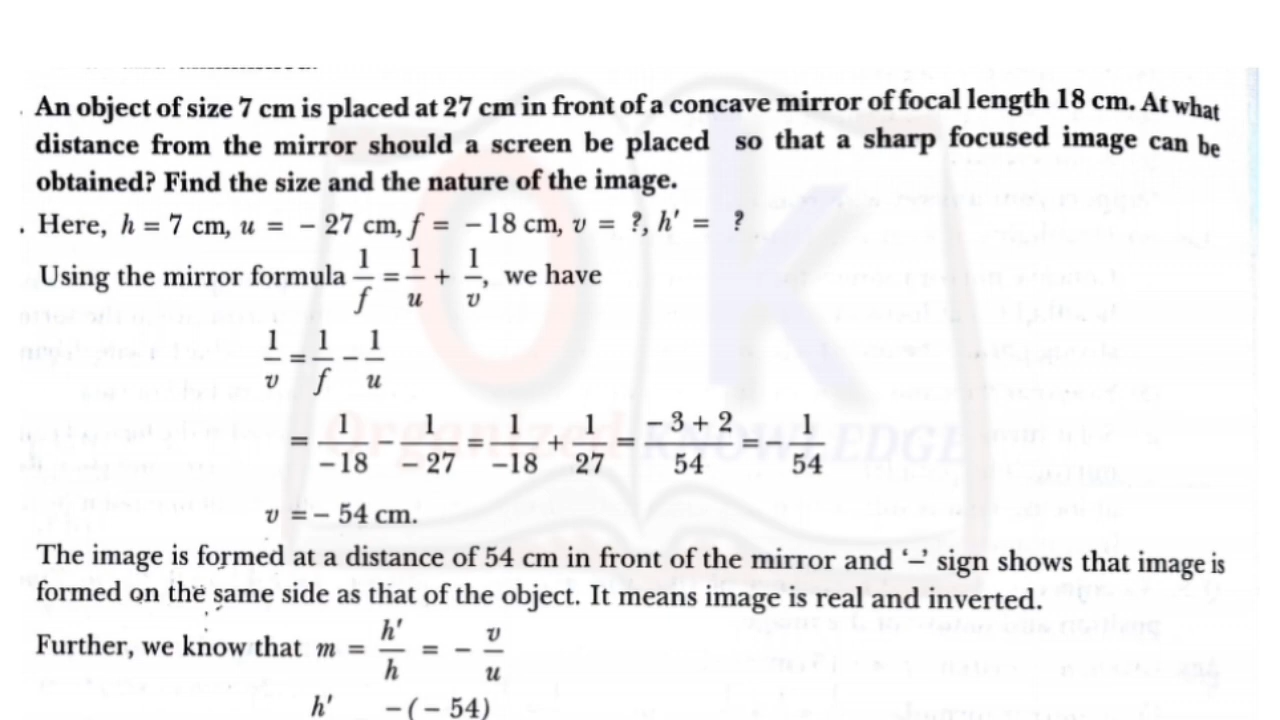 An object of size 7 cm is placed at 27 cm in front of a concave mirror of focal length 18 cm. At what
distance from the mirror should a screen be placed so that a sharp focused image can be
obtained? Find the size and the nature of the image.
. Here, h = 7 cm, u = – 27 cm, f = – 18 cm, v = ?, h′ = ?
Using the mirror formula 1/f = 1/u + 1/v, we have
1/v = 1/f – 1/u
= 1/–18 – 1/–27 = 1/–18 + 1/27 = –3 + 2/54 = – 1/54
v = – 54 cm.
The image is formed at a distance of 54 cm in front of the mirror and ‘–’ sign shows that image is
formed on the same side as that of the object. It means image is real and inverted.
Further, we know that m = h′/h = – v/u
h′ –(– 54)
OK
Organized KNOWLEDGE